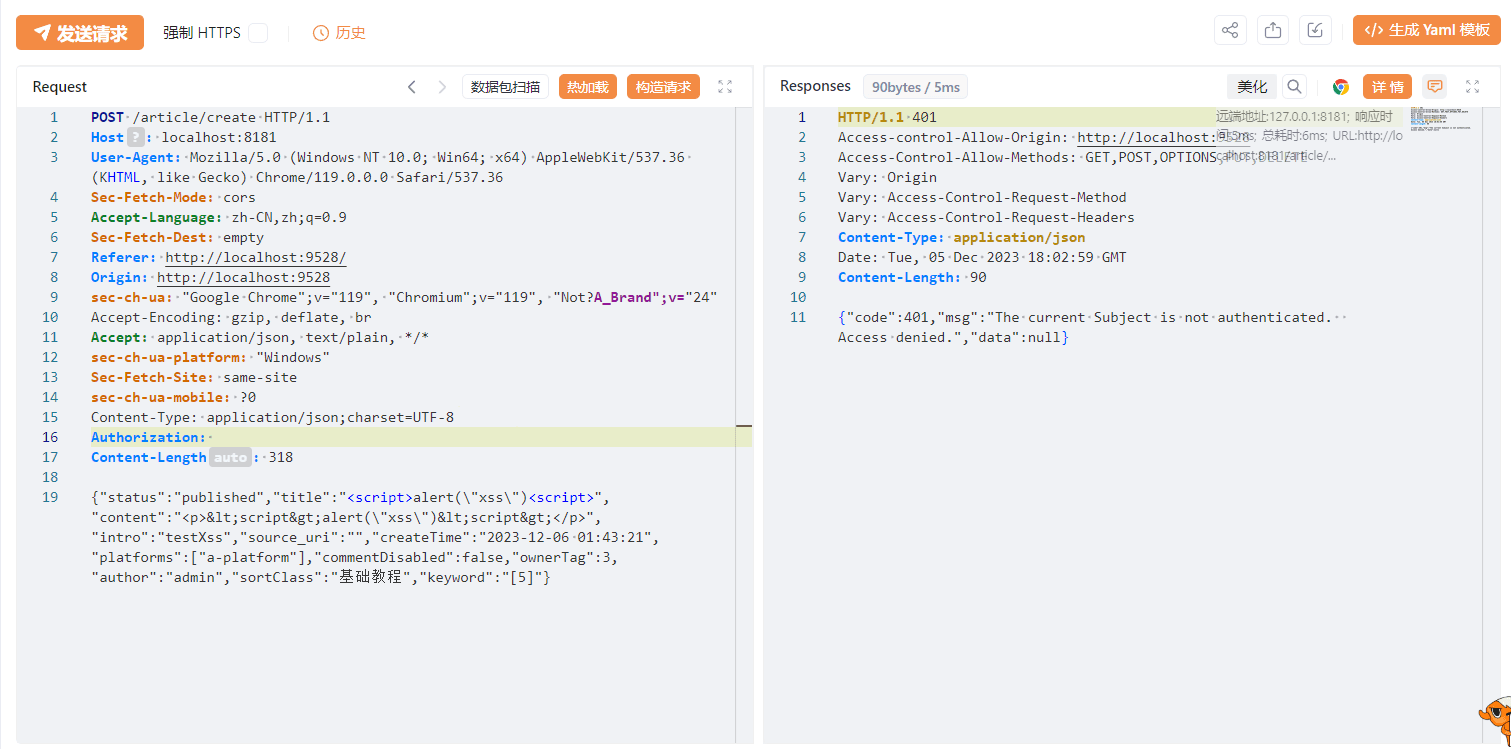 发送请求 强制 HTTPS 历史 </> 生成 Yaml 模板
Request 数据包扫描 热加载 构造请求
1 POST /article/create HTTP/1.1
2 Host ? : localhost:8181
3 User-Agent: Mozilla/5.0 (Windows NT 10.0; Win64; x64) AppleWebKit/537.36
(KHTML, like Gecko) Chrome/119.0.0.0 Safari/537.36
4 Sec-Fetch-Mode: cors
5 Accept-Language: zh-CN,zh;q=0.9
6 Sec-Fetch-Dest: empty
7 Referer: http://localhost:9528/
8 Origin: http://localhost:9528
9 sec-ch-ua: "Google Chrome";v="119", "Chromium";v="119", "Not?A_Brand";v="24"
10 Accept-Encoding: gzip, deflate, br
11 Accept: application/json, text/plain, */*
12 sec-ch-ua-platform: "Windows"
13 Sec-Fetch-Site: same-site
14 sec-ch-ua-mobile: ?0
15 Content-Type: application/json;charset=UTF-8
16 Authorization:
17 Content-Length auto : 318
18
19 {"status":"published","title":"<script>alert(\"xss\")<script>",
"content":"<p>&lt;script&gt;alert(\"xss\")&lt;script&gt;</p>",
"intro":"testXss","source_uri":"","createTime":"2023-12-06 01:43:21",
"platforms":["a-platform"],"commentDisabled":false,"ownerTag":3,
"author":"admin","sortClass":"基础教程","keyword":"[5]"}
Responses 90bytes / 5ms 美化 详情
1 HTTP/1.1 401
2 Access-control-Allow-Origin: http://localhost:9528
3 Access-Control-Allow-Methods: GET,POST,OPTIONS,PUT,DELETE
4 Vary: Origin
5 Vary: Access-Control-Request-Method
6 Vary: Access-Control-Request-Headers
7 Content-Type: application/json
8 Date: Tue, 05 Dec 2023 18:02:59 GMT
9 Content-Length: 90
10
11 {"code":401,"msg":"The current Subject is not authenticated.
Access denied.","data":null}
远端地址:127.0.0.1:8181; 响应时
间:5ms; 总耗时:6ms; URL:http://lo
calhost:8181/article/...